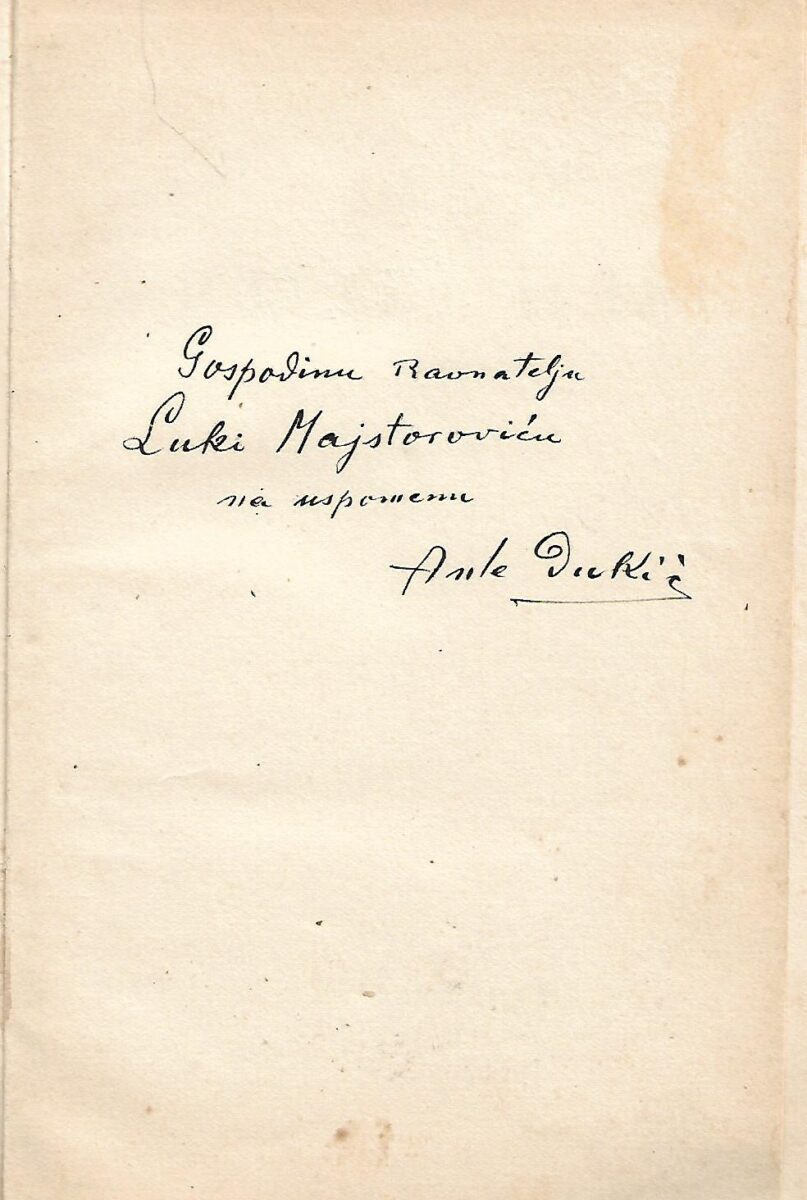 Gospodinu Ravnatelju
Luki Majstoroviću
na uspomenu
Ante Dukić